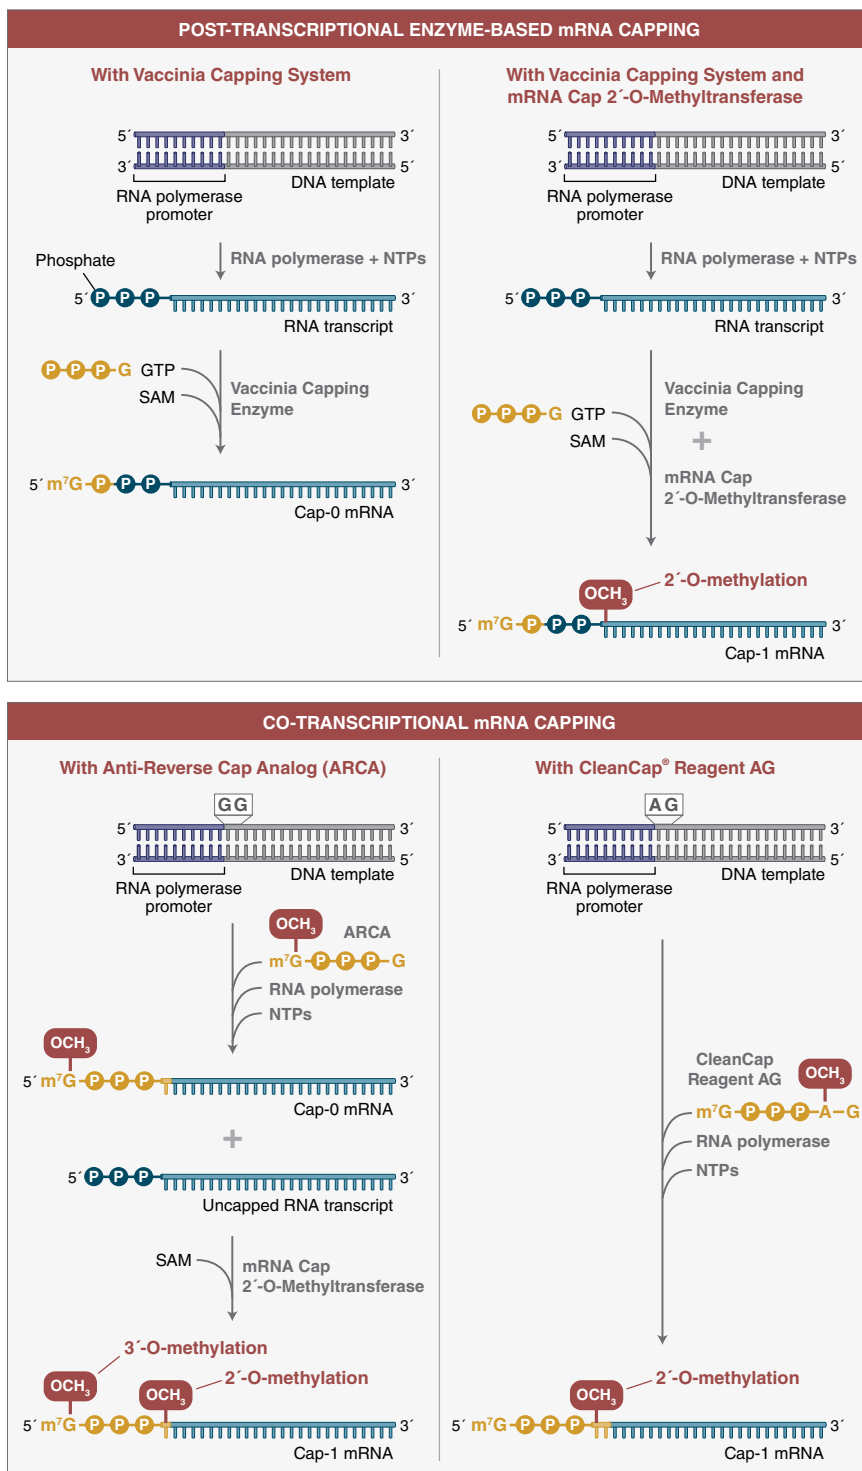 POST-TRANSCRIPTIONAL ENZYME-BASED mRNA CAPPING
With Vaccinia Capping System
5´ 3´
3´ 5´
RNA polymerase
promoter
DNA template
RNA polymerase + NTPs
Phosphate
5´ P P P 3´
RNA transcript
P P P G GTP
SAM
Vaccinia Capping
Enzyme
5´ m⁷G P P P 3´
Cap-0 mRNA
With Vaccinia Capping System and
mRNA Cap 2´-O-Methyltransferase
5´ 3´
3´ 5´
RNA polymerase
promoter
DNA template
RNA polymerase + NTPs
5´ P P P 3´
RNA transcript
P P P G GTP
SAM
Vaccinia Capping
Enzyme
+
mRNA Cap
2´-O-Methyltransferase
OCH₃ 2´-O-methylation
5´ m⁷G P P P 3´
Cap-1 mRNA
CO-TRANSCRIPTIONAL mRNA CAPPING
With Anti-Reverse Cap Analog (ARCA)
GG
5´ 3´
3´ 5´
RNA polymerase
promoter
DNA template
OCH₃ ARCA
m⁷G P P P G
RNA polymerase
NTPs
OCH₃
5´ m⁷G P P P 3´
Cap-0 mRNA
+
5´ P P P 3´
Uncapped RNA transcript
SAM
mRNA Cap
2´-O-Methyltransferase
3´-O-methylation
OCH₃
OCH₃ 2´-O-methylation
5´ m⁷G P P P 3´
Cap-1 mRNA
With CleanCap® Reagent AG
AG
5´ 3´
3´ 5´
RNA polymerase
promoter
DNA template
CleanCap
Reagent AG
OCH₃
m⁷G P P P A G
RNA polymerase
NTPs
2´-O-methylation
OCH₃
5´ m⁷G P P P 3´
Cap-1 mRNA